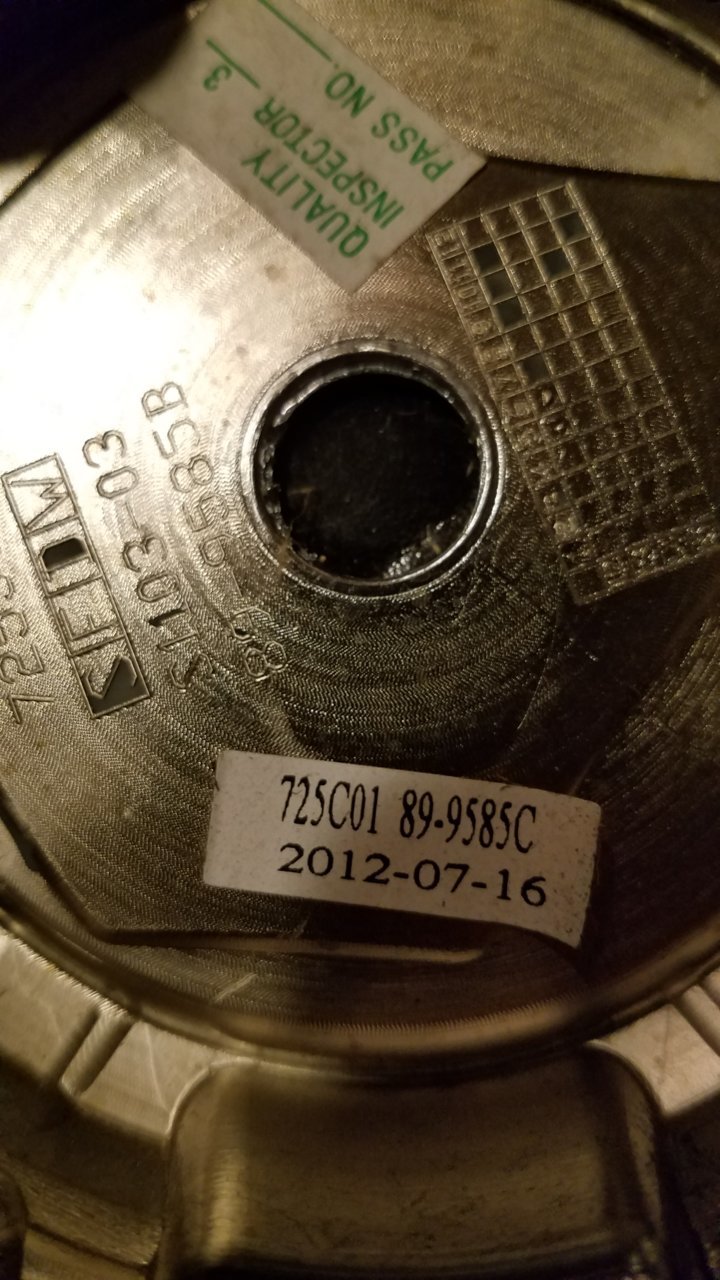 QUALITY
INSPECTOR 3
PASS NO.
S1103-03
89-9585B
725C01 89-9585C
2012-07-16